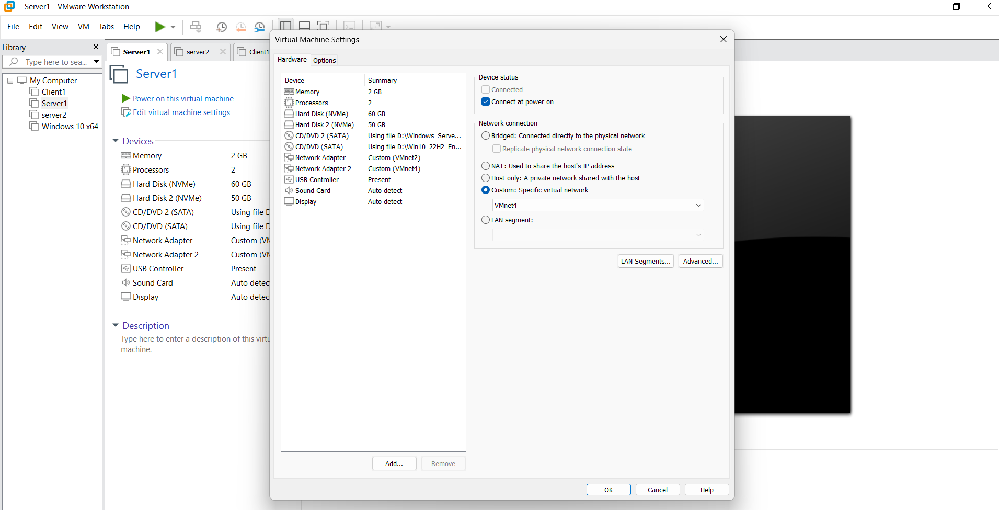 Server1 - VMware Workstation
File Edit View VM Tabs Help
Library
Type here to sea...
My Computer
Client1
Server1
server2
Windows 10 x64
Server1 server2 Client1
Server1
Power on this virtual machine
Edit virtual machine settings
Devices
Memory 2 GB
Processors 2
Hard Disk (NVMe) 60 GB
Hard Disk 2 (NVMe) 50 GB
CD/DVD 2 (SATA) Using file
CD/DVD (SATA) Using file
Network Adapter Custom
Network Adapter 2 Custom
USB Controller Present
Sound Card Auto
Display Auto
Description
Type here to enter a description of this
machine.
Virtual Machine Settings
Hardware Options
Device Summary
Memory 2 GB
Processors 2
Hard Disk (NVMe) 60 GB
Hard Disk 2 (NVMe) 50 GB
CD/DVD 2 (SATA) Using file D:\Windows_Serve...
CD/DVD (SATA) Using file D:\Win10_22H2_En...
Network Adapter Custom (VMnet2)
Network Adapter 2 Custom (VMnet4)
USB Controller Present
Sound Card Auto detect
Display Auto detect
Add... Remove
Device status
Connected
Connect at power on
Network connection
Bridged: Connected directly to the physical network
Replicate physical network connection state
NAT: Used to share the host's IP address
Host-only: A private network shared with the host
Custom: Specific virtual network
VMnet4
LAN segment:
LAN Segments... Advanced...
OK Cancel Help